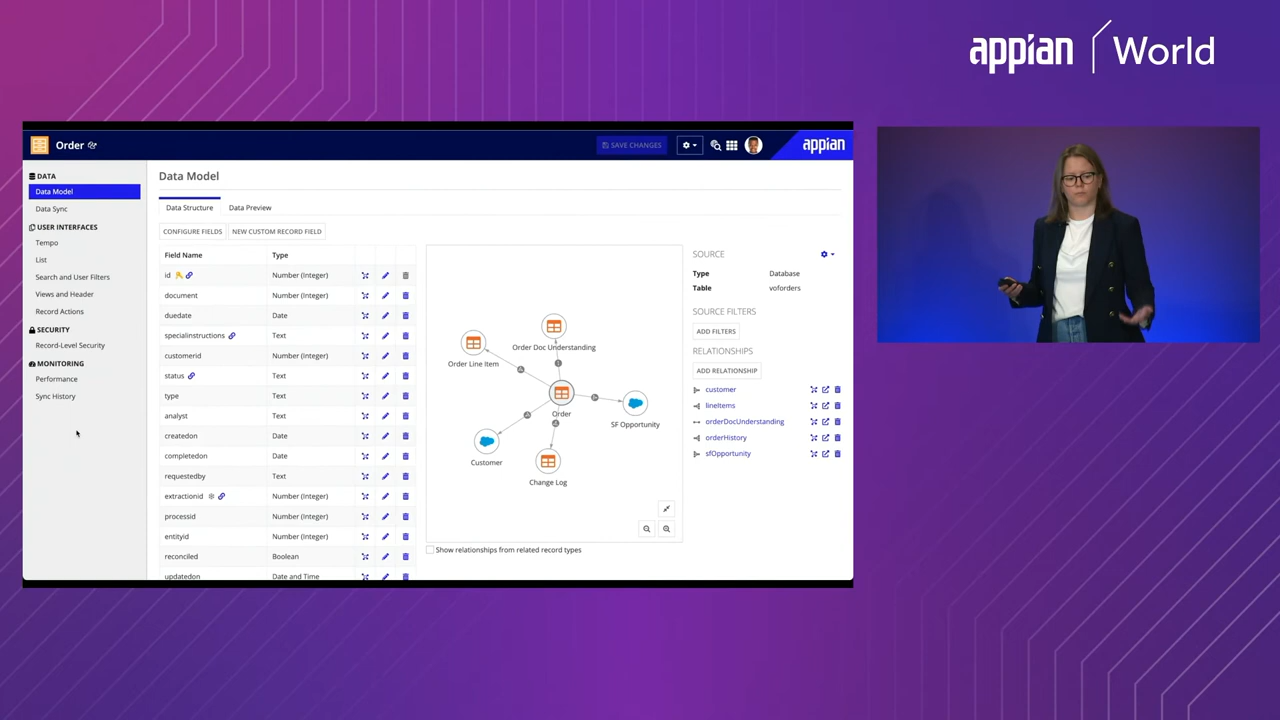 appian World
Order
SAVE CHANGES
appian
DATA
Data Model
Data Sync
USER INTERFACES
Tempo
List
Search and User Filters
Views and Header
Record Actions
SECURITY
Record-Level Security
MONITORING
Performance
Sync History
Data Model
Data Structure
Data Preview
CONFIGURE FIELDS
NEW CUSTOM RECORD FIELD
Field Name Type
id Number (Integer)
document Number (Integer)
duedate Date
specialinstructions Text
customerid Number (Integer)
status Text
type Text
analyst Text
createdon Date
completedon Date
requestedby Text
extractionid Number (Integer)
processid Number (Integer)
entityid Number (Integer)
reconciled Boolean
updatedon Date and Time
Order Doc Understanding
Order Line Item
Order
SF Opportunity
Customer
Change Log
Show relationships from related record types
SOURCE
Type Database
Table voforders
SOURCE FILTERS
ADD FILTERS
RELATIONSHIPS
ADD RELATIONSHIP
customer
lineItems
orderDocUnderstanding
orderHistory
sfOpportunity